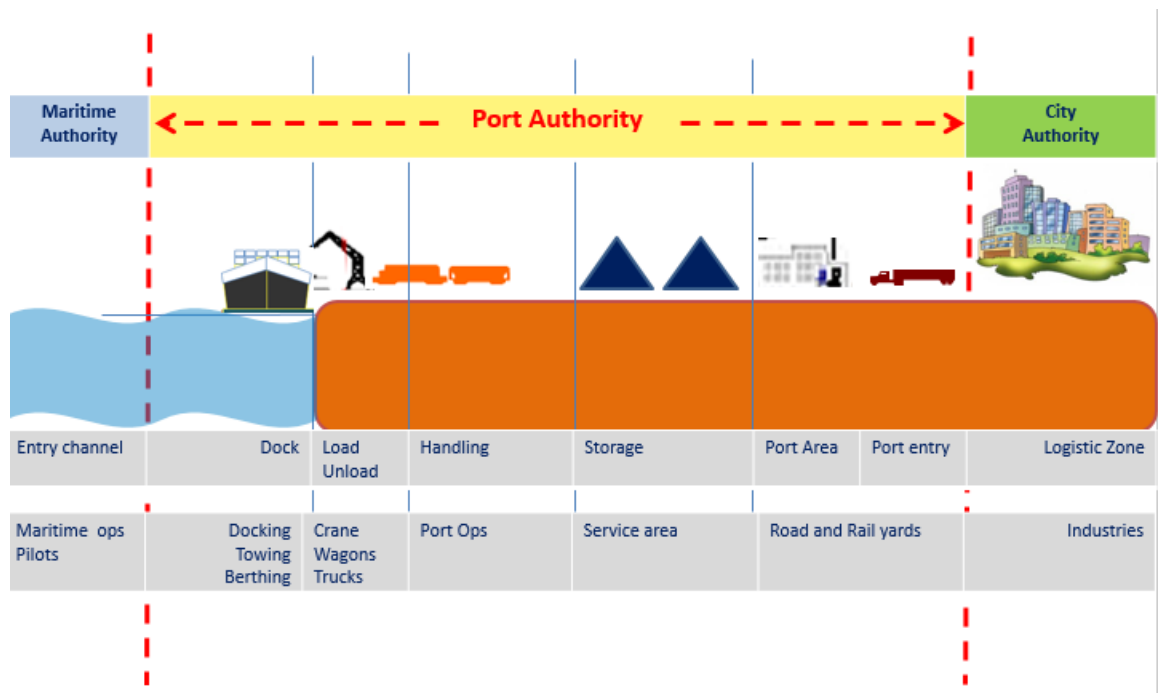 Maritime
Authority
Port Authority
City
Authority
Entry channel
Dock
Load
Unload
Handling
Storage
Port Area
Port entry
Logistic Zone
Maritime ops
Pilots
Docking
Towing
Berthing
Crane
Wagons
Trucks
Port Ops
Service area
Road and Rail yards
Industries